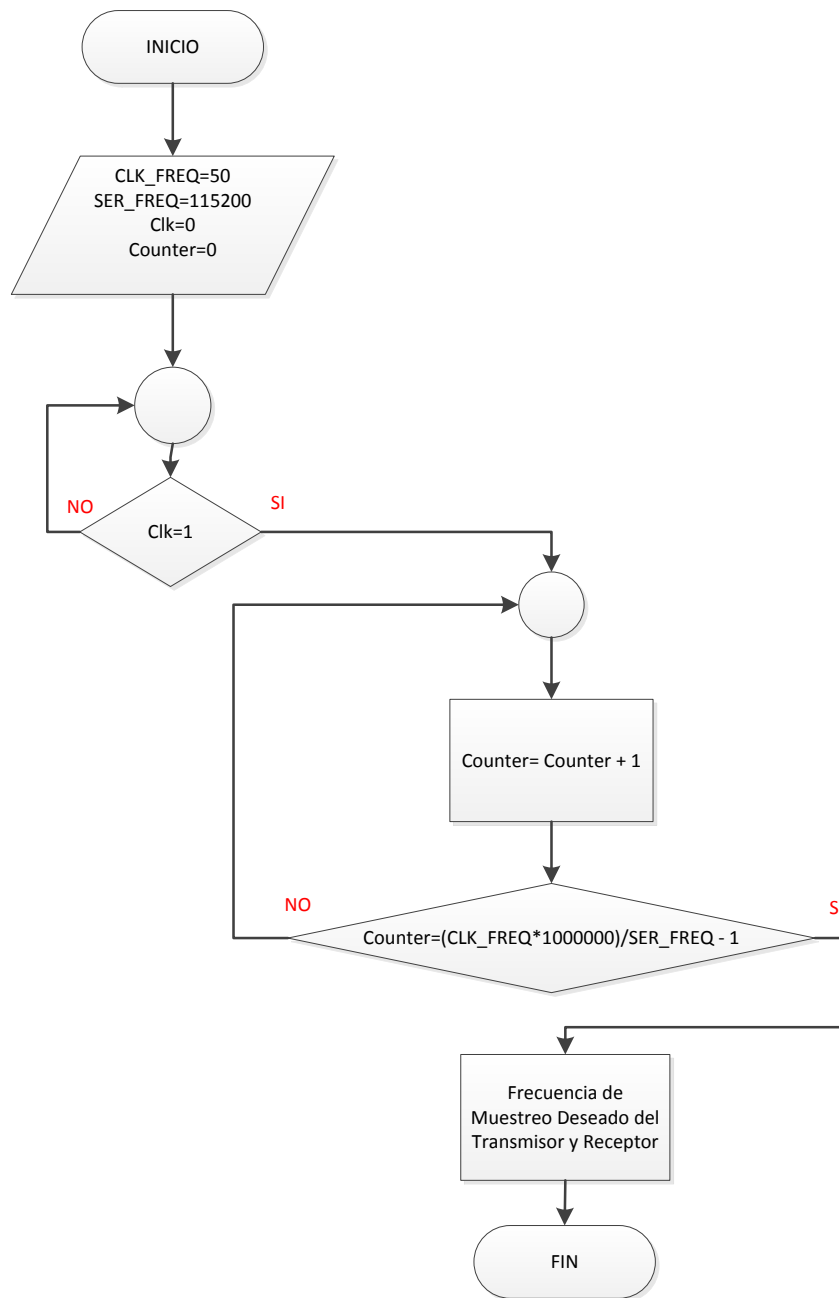 INICIO
CLK_FREQ=50
SER_FREQ=115200
Clk=0
Counter=0
NO
SI
Clk=1
Counter= Counter + 1
NO
S
Counter=(CLK_FREQ*1000000)/SER_FREQ - 1
Frecuencia de
Muestreo Deseado del
Transmisor y Receptor
FIN